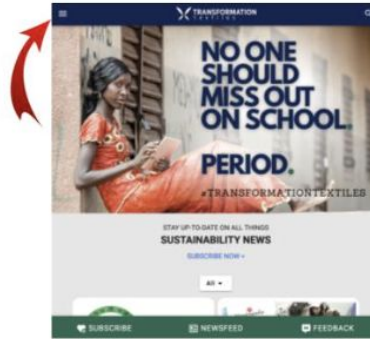 TRANSFORMATION
TEXTILES
NO ONE
SHOULD
MISS OUT
ON SCHOOL.
PERIOD.
#TRANSFORMATIONTEXTILES
STAY UP-TO-DATE ON ALL THINGS
SUSTAINABILITY NEWS
SUBSCRIBE NOW »
All
SUBSCRIBE
NEWSFEED
FEEDBACK